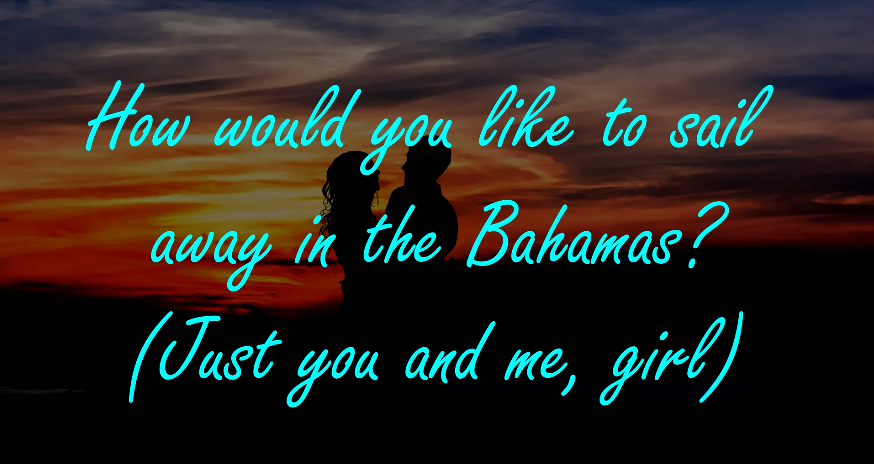 How would you like to sail
away in the Bahamas?
(Just you and me, girl)